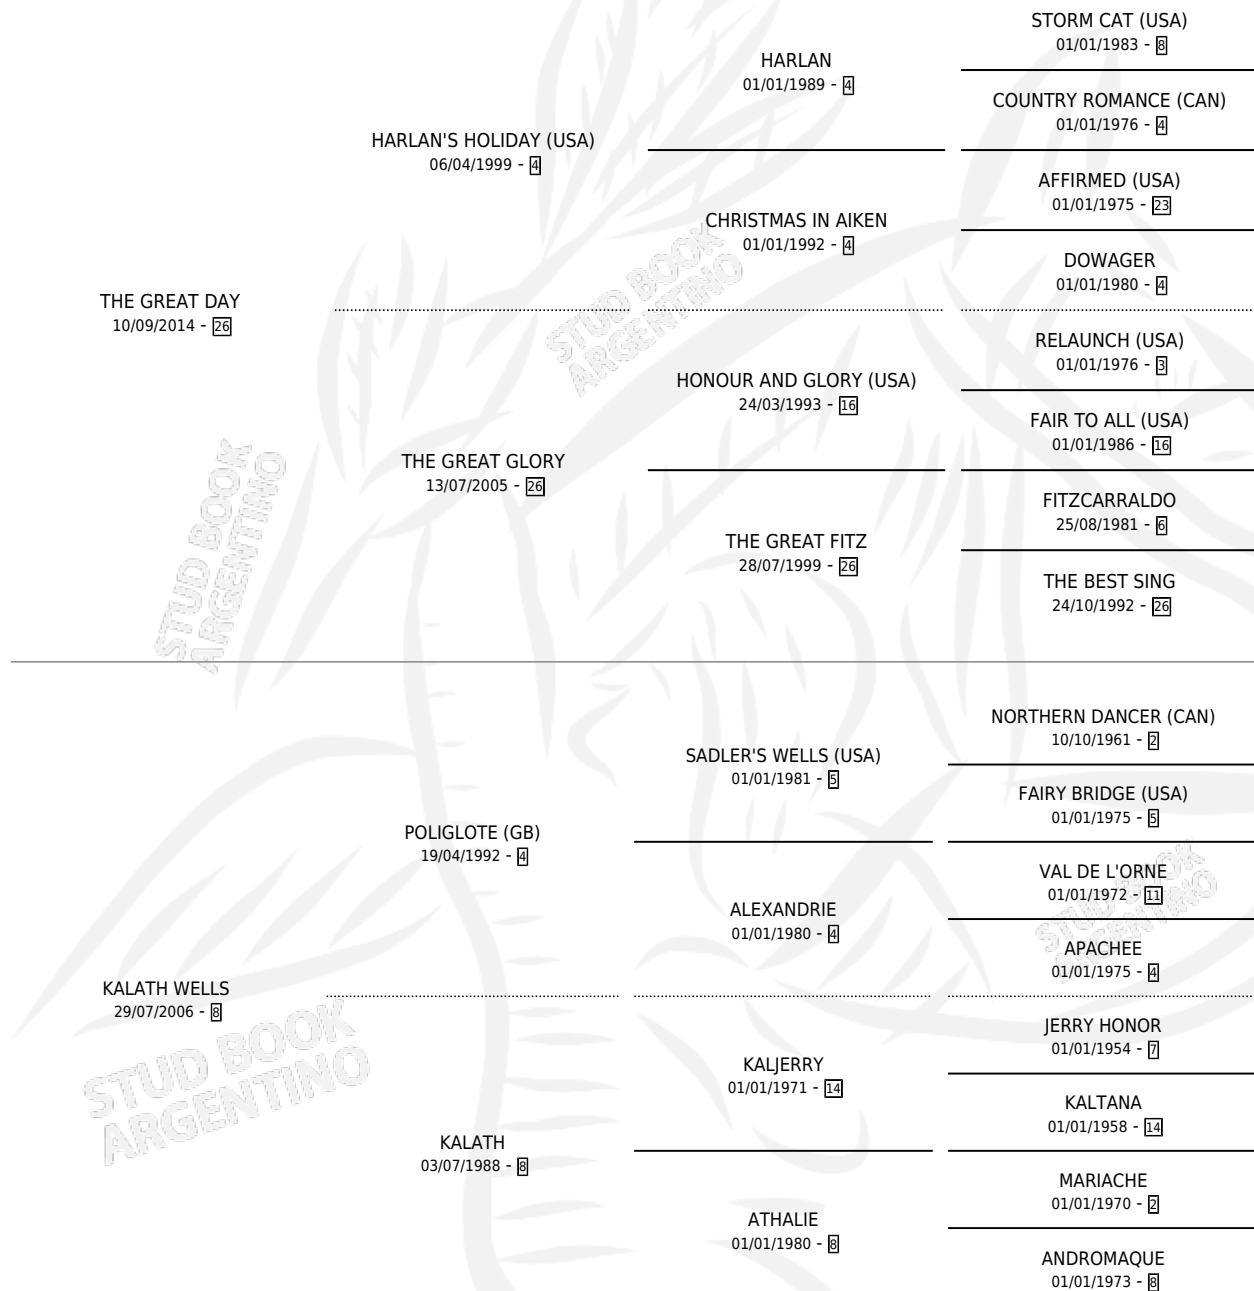 STORM CAT (USA)
01/01/1983 - 8
HARLAN
01/01/1989 - 4
COUNTRY ROMANCE (CAN)
01/01/1976 - 4
HARLAN'S HOLIDAY (USA)
06/04/1999 - 4
AFFIRMED (USA)
01/01/1975 - 23
CHRISTMAS IN AIKEN
01/01/1992 - 4
DOWAGER
01/01/1980 - 4
THE GREAT DAY
10/09/2014 - 26
RELAUNCH (USA)
01/01/1976 - 3
HONOUR AND GLORY (USA)
24/03/1993 - 16
FAIR TO ALL (USA)
01/01/1986 - 16
THE GREAT GLORY
13/07/2005 - 26
FITZCARRALDO
25/08/1981 - 6
THE GREAT FITZ
28/07/1999 - 26
THE BEST SING
24/10/1992 - 26
STUD BOOK
ARGENTINO
STUD BOOK
ARGENTINO
NORTHERN DANCER (CAN)
10/10/1961 - 2
SADLER'S WELLS (USA)
01/01/1981 - 5
FAIRY BRIDGE (USA)
01/01/1975 - 5
POLIGLOTE (GB)
19/04/1992 - 4
VAL DE L'ORNE
01/01/1972 - 11
ALEXANDRIE
01/01/1980 - 4
APACHEE
01/01/1975 - 4
KALATH WELLS
29/07/2006 - 8
JERRY HONOR
01/01/1954 - 7
KALJERRY
01/01/1971 - 14
KALTANA
01/01/1958 - 14
KALATH
03/07/1988 - 8
MARIACHE
01/01/1970 - 2
ATHALIE
01/01/1980 - 8
ANDROMAQUE
01/01/1973 - 8
STUD BOOK
ARGENTINO
STUD BOOK
ARGENTINO